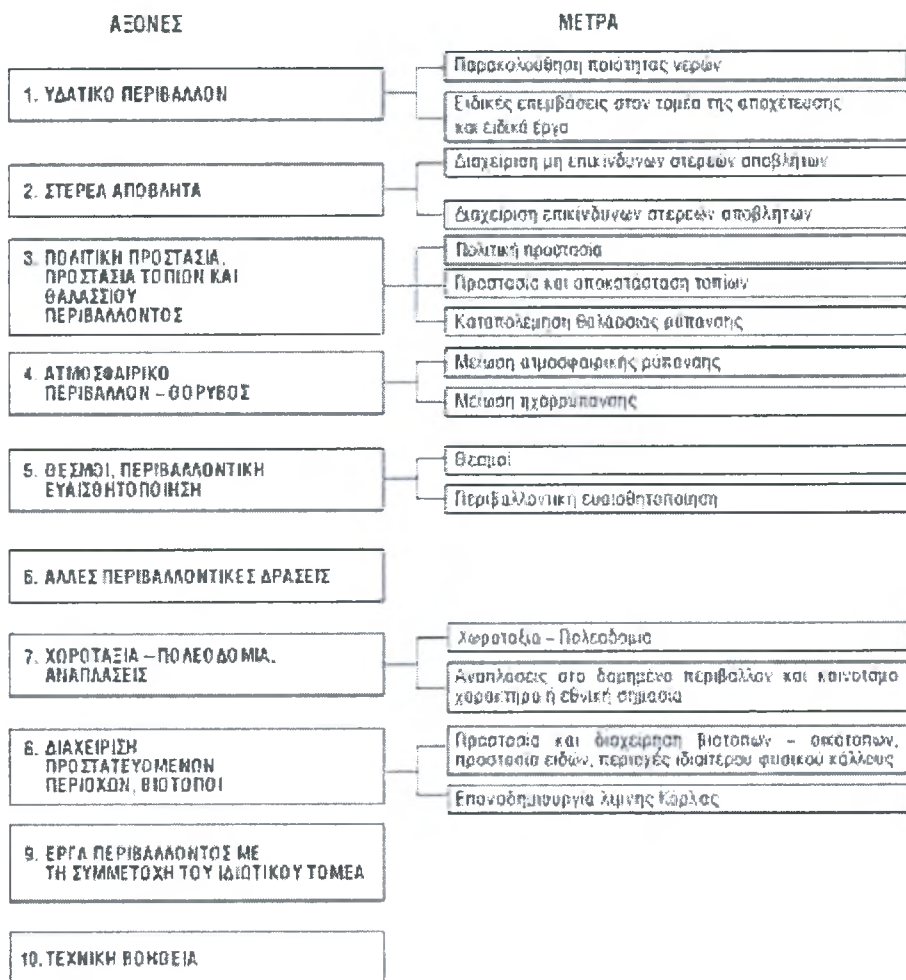 ΑΞΟΝΕΣ
ΜΕΤΡΑ
1. ΥΔΑΤΙΚΟ ΠΕΡΙΒΑΛΛΟΝ
Παρακολούθηση ποιότητας νερών
Ειδικές επεμβάσεις στον τομέα της αποχέτευσης
και ειδικά έργα
2. ΣΤΕΡΕΑ ΑΠΟΒΛΗΤΑ
Διαχείριση μη επικίνδυνων στερεών αποβλήτων
Διαχείριση επικίνδυνων στερεών αποβλήτων
3. ΠΟΛΙΤΙΚΗ ΠΡΟΣΤΑΣΙΑ,
ΠΡΟΣΤΑΣΙΑ ΤΟΠΙΩΝ ΚΑΙ
ΘΑΛΑΣΣΙΟΥ
ΠΕΡΙΒΑΛΛΟΝΤΟΣ
Πολιτική προστασία
Προστασία και αποκατάσταση τοπίων
Καταπολέμηση θαλάσσιας ρύπανσης
4. ΑΤΜΟΣΦΑΙΡΙΚΟ
ΠΕΡΙΒΑΛΛΟΝ – ΘΟΡΥΒΟΣ
Μείωση ατμοσφαιρικής ρύπανσης
Μείωση ηχορρύπανσης
5. ΘΕΣΜΟΙ, ΠΕΡΙΒΑΛΛΟΝΤΙΚΗ
ΕΥΑΙΣΘΗΤΟΠΟΙΗΣΗ
Θεσμοί
Περιβαλλοντική ευαισθητοποίηση
6. ΑΛΛΕΣ ΠΕΡΙΒΑΛΛΟΝΤΙΚΕΣ ΔΡΑΣΕΙΣ
7. ΧΩΡΟΤΑΞΙΑ – ΠΟΛΕΟΔΟΜΙΑ,
ΑΝΑΠΛΑΣΕΙΣ
Χωροταξία – Πολεοδομία
Αναπλάσεις στο δομημένο περιβάλλον και καινοτόμο
χαρακτήρα ή εθνική σημασία
8. ΔΙΑΧΕΙΡΙΣΗ
ΠΡΟΣΤΑΤΕΥΟΜΕΝΩΝ
ΠΕΡΙΟΧΩΝ, ΒΙΟΤΟΠΟΙ
Προστασία και διαχείρηση βιοτόπων – οικοτόπων,
προστασία ειδών, περιοχές ιδιαίτερου φυσικού κάλλους
Επαναδημιουργία λίμνης Κάρλας
9. ΕΡΓΑ ΠΕΡΙΒΑΛΛΟΝΤΟΣ ΜΕ
ΤΗ ΣΥΜΜΕΤΟΧΗ ΤΟΥ ΙΔΙΩΤΙΚΟΥ ΤΟΜΕΑ
10. ΤΕΧΝΙΚΗ ΒΟΗΘΕΙΑ